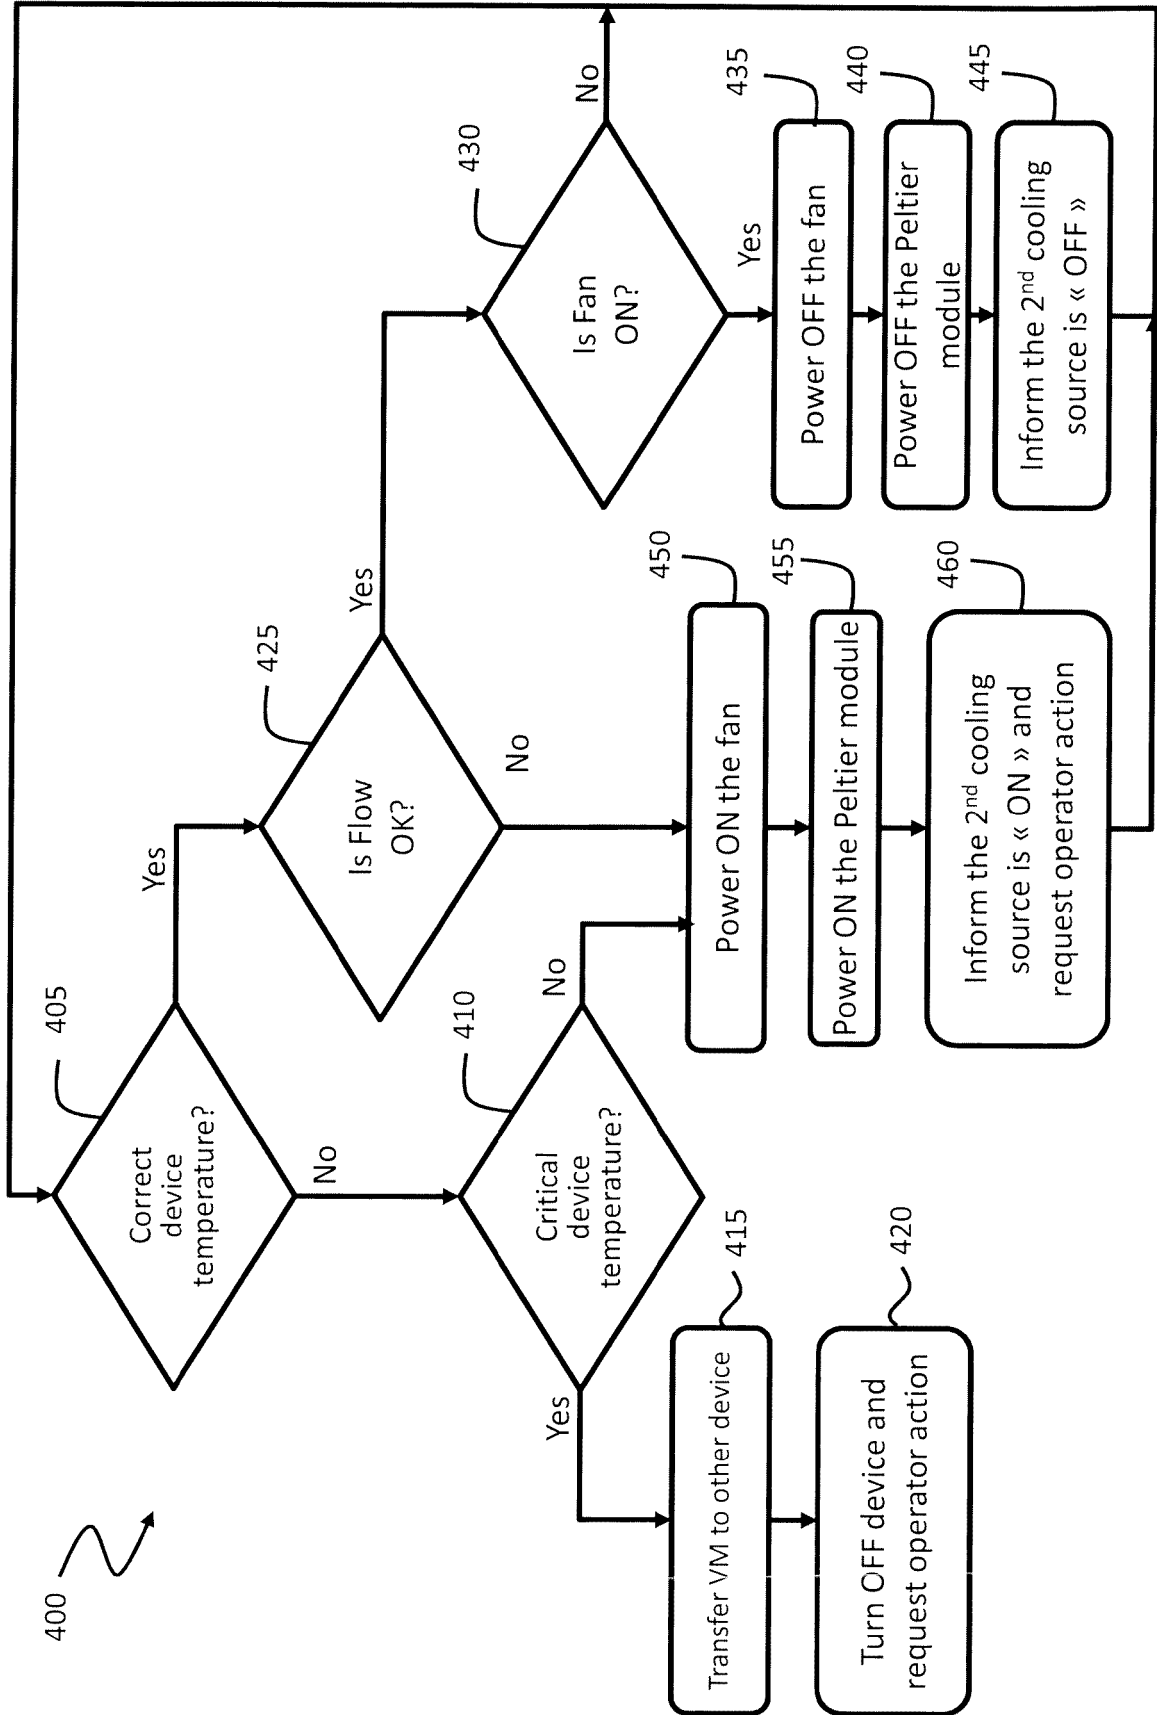 400
405
Correct
device
temperature?
Yes
No
425
Is Flow
OK?
Yes
No
430
Is Fan
ON?
No
Yes
410
Critical
device
temperature?
Yes
No
415
Transfer VM to other device
420
Turn OFF device and
request operator action
450
Power ON the fan
455
Power ON the Peltier module
460
Inform the 2nd cooling
source is « ON » and
request operator action
435
Power OFF the fan
440
Power OFF the Peltier
module
445
Inform the 2nd cooling
source is « OFF »